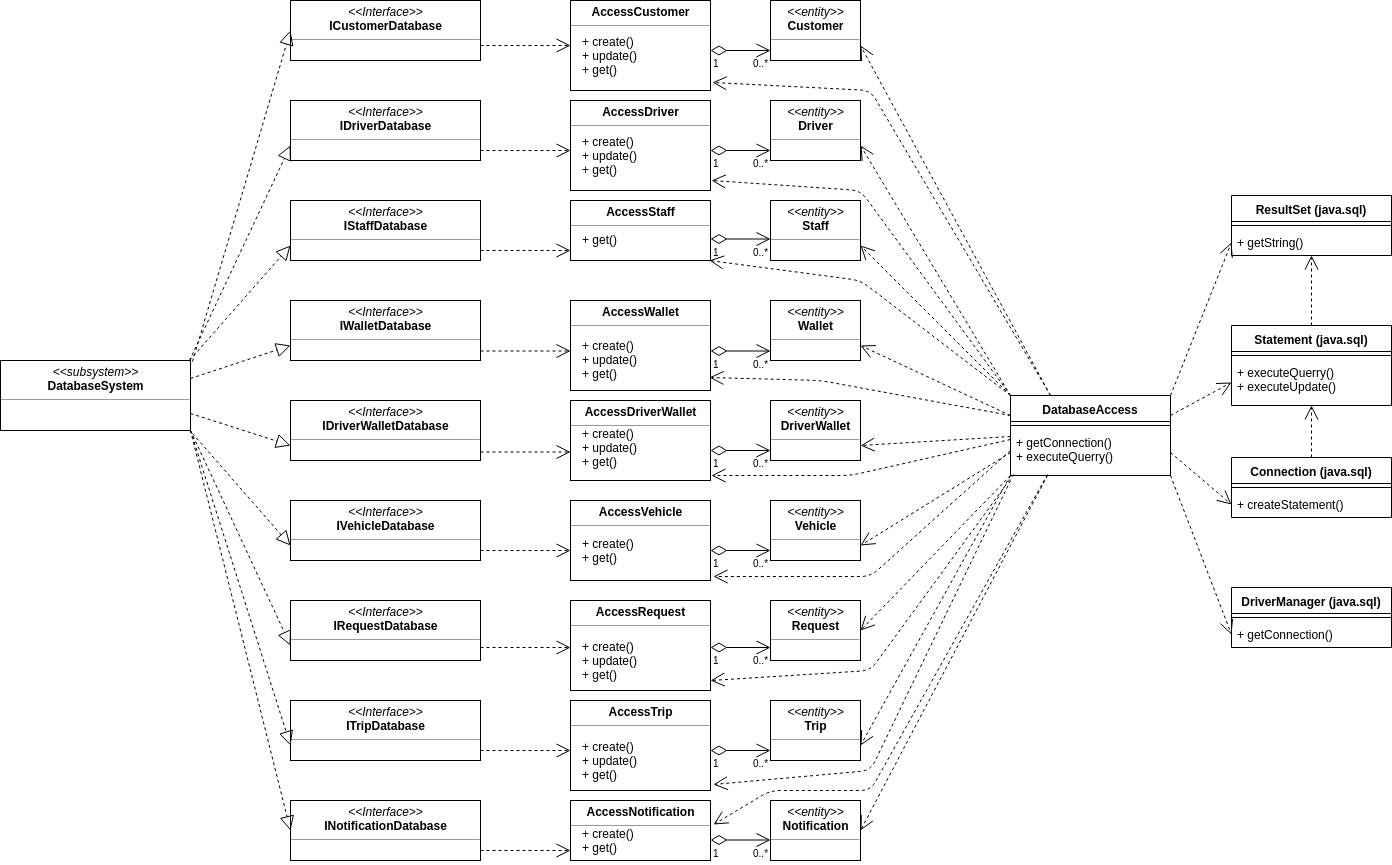 <<Interface>>
ICustomerDatabase
AccessCustomer
+ create()
+ update()
+ get()
1
0..*
<<entity>>
Customer
<<Interface>>
IDriverDatabase
AccessDriver
+ create()
+ update()
+ get()
1
0..*
<<entity>>
Driver
<<Interface>>
IStaffDatabase
AccessStaff
+ get()
1
0..*
<<entity>>
Staff
<<Interface>>
IWalletDatabase
AccessWallet
+ create()
+ update()
+ get()
1
0..*
<<entity>>
Wallet
<<subsystem>>
DatabaseSystem
<<Interface>>
IDriverWalletDatabase
AccessDriverWallet
+ create()
+ update()
+ get()
1
0..*
<<entity>>
DriverWallet
<<Interface>>
IVehicleDatabase
AccessVehicle
+ create()
+ get()
1
0..*
<<entity>>
Vehicle
<<Interface>>
IRequestDatabase
AccessRequest
+ create()
+ update()
+ get()
1
0..*
<<entity>>
Request
<<Interface>>
ITripDatabase
AccessTrip
+ create()
+ update()
+ get()
1
0..*
<<entity>>
Trip
<<Interface>>
INotificationDatabase
AccessNotification
+ create()
+ get()
1
0..*
<<entity>>
Notification
DatabaseAccess
+ getConnection()
+ executeQuerry()
ResultSet (java.sql)
+ getString()
Statement (java.sql)
+ executeQuerry()
+ executeUpdate()
Connection (java.sql)
+ createStatement()
DriverManager (java.sql)
+ getConnection()